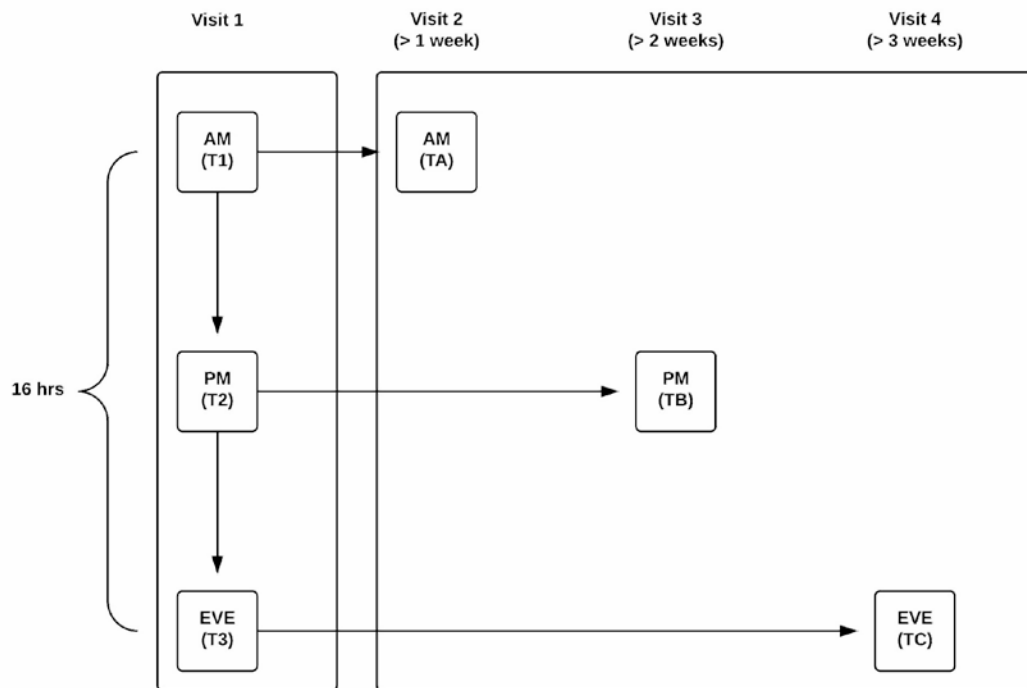 Visit 1
Visit 2
(> 1 week)
Visit 3
(> 2 weeks)
Visit 4
(> 3 weeks)
AM
(T1)
AM
(TA)
16 hrs
PM
(T2)
PM
(TB)
EVE
(T3)
EVE
(TC)